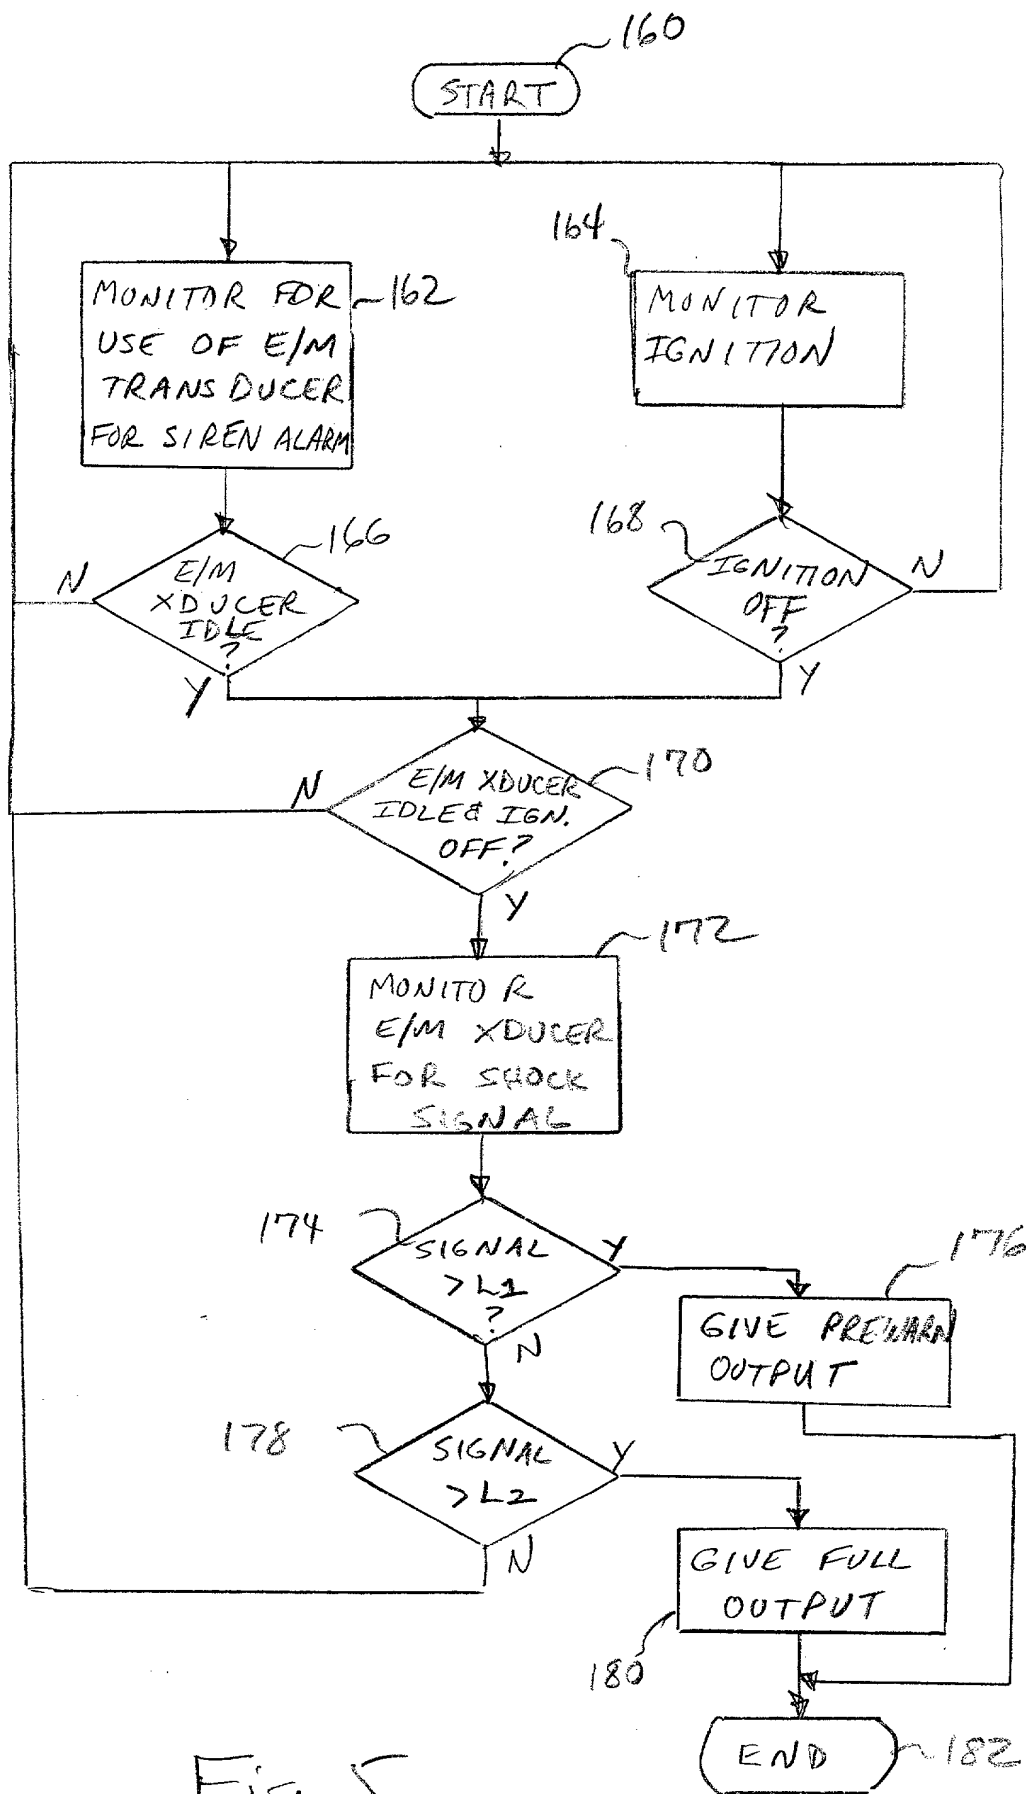 160
START
164
MONITOR FOR
USE OF E/M
TRANSDUCER
FOR SIREN ALARM
162
MONITOR
IGNITION
166
168
E/M
XDUCER
IDLE
?
N
Y
IGNITION
OFF
?
N
Y
170
N
E/M XDUCER
IDLE & IGN.
OFF?
Y
172
MONITOR
E/M XDUCER
FOR SHOCK
SIGNAL
174
SIGNAL
> L1
?
Y
N
176
GIVE PREWARN
OUTPUT
178
SIGNAL
> L2
Y
N
GIVE FULL
OUTPUT
180
END
182
Fig. 5